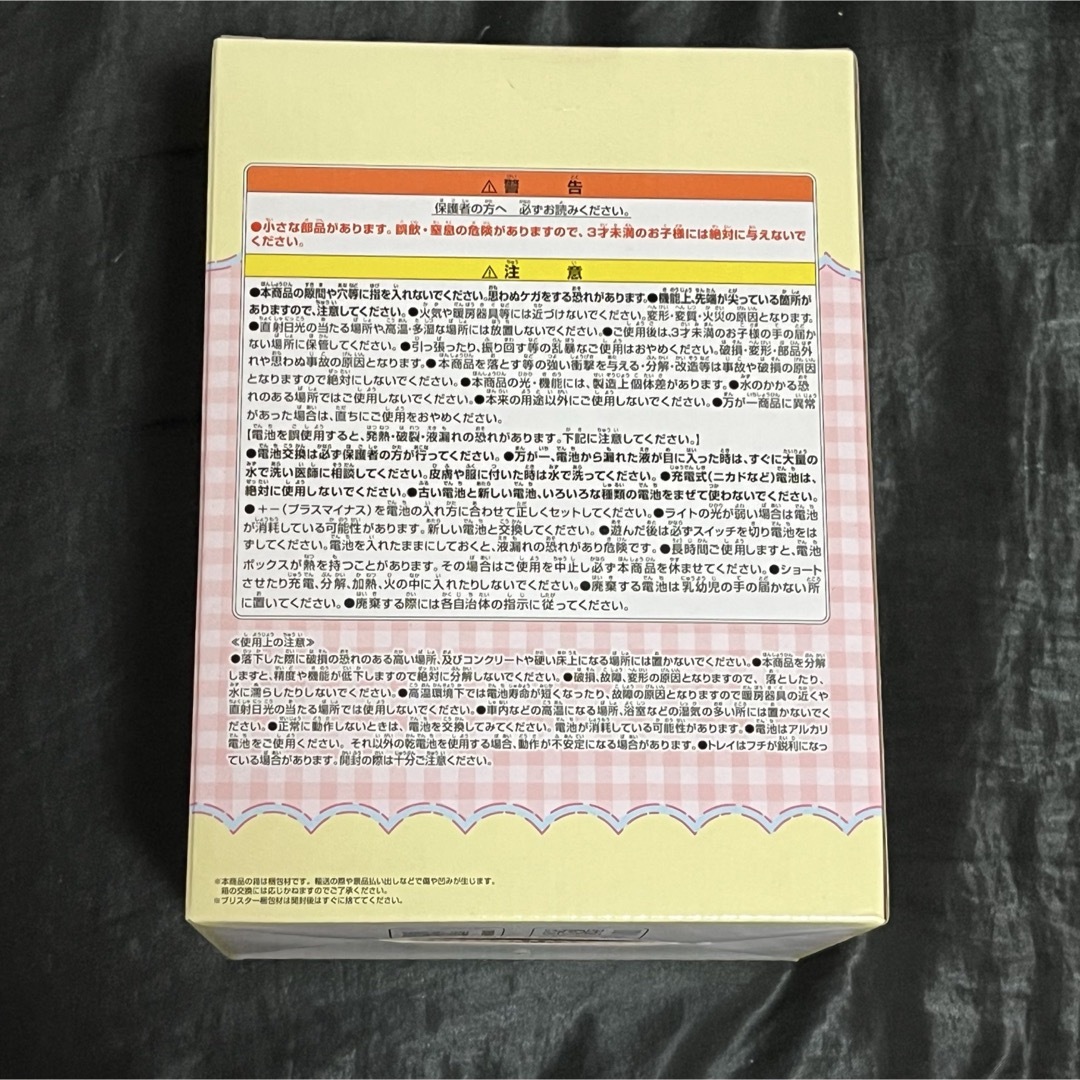 ⚠警告
保護者の方へ 必ずお読みください。
●小さな部品があります。誤飲・窒息の危険がありますので、3才未満のお子様には絶対に与えないで
ください。
⚠注意
●本商品の隙間や穴等に指を入れないでください。思わぬケガをする恐れがあります。●機能上、先端が尖っている箇所が
ありますので、注意してください。●火気や暖房器具等には近づけないでください。変形・変質・火災の原因となります。
●直射日光の当たる場所や、高温・多湿な場所には放置しないでください。●ご使用後は、3才未満のお子様の手の届か
ない場所に保管してください。●引っ張ったり、振り回す等の乱暴なご使用はおやめください。破損・変形・部品外
れや思わぬ事故の原因となります。●本商品を落とす等の強い衝撃を与える・分解・改造等は事故や破損の原因
となりますので絶対にしないでください。●本商品の光・機能には、製造上個体差があります。●水のかかる恐
れのある場所ではご使用しないでください。●本来の用途以外にご使用しないでください。●万が一商品に異常
があった場合は、直ちにご使用をおやめください。
【電池を誤使用すると、発熱・破裂・液漏れの恐れがあります。下記に注意してください。】
●電池交換は必ず保護者の方が行ってください。●万が一、電池から漏れた液が目に入った時は、すぐに大量の
水で洗い医師に相談してください。皮膚や服に付いた時は水で洗ってください。●充電式(ニカドなど)電池は、
絶対に使用しないでください。●古い電池と新しい電池、いろいろな種類の電池をまぜて使わないでください。
●+−(プラスマイナス)を電池の入れ方に合わせて正しくセットしてください。●ライトの光が弱い場合は電池
が消耗している可能性があります。新しい電池と交換してください。●遊んだ後は必ずスイッチを切り電池をは
ずしてください。電池を入れたままにしておくと、液漏れの恐れがあり危険です。●長時間ご使用しますと、電池
ボックスが熱を持つことがあります。その場合はご使用を中止し必ず本商品を休ませてください。●ショート
させたり充電、分解、加熱、火の中に入れたりしないでください。●廃棄する電池は乳幼児の手の届かない所
に置いてください。●廃棄する際には各自治体の指示に従ってください。
≪使用上の注意≫
●落下した際に破損の恐れのある高い場所、及びコンクリートや硬い床上になる場所には置かないでください。●本商品を分解
しますと、精度や機能が低下しますので絶対に分解しないでください。●破損、故障、変形の原因となりますので、落としたり、
水に濡らしたりしないでください。●高温環境下では電池寿命が短くなったり、故障の原因となりますので暖房器具の近くや
直射日光の当たる場所では使用しないでください。●車内などの高温になる場所、浴室などの湿気の多い所には置かないでく
ださい。●正常に動作しないときは、電池を交換してみてください。電池が消耗している可能性があります。●電池はアルカリ
電池をご使用ください。それ以外の乾電池を使用する場合、動作が不安定になる場合があります。●トレイはフチが鋭利になっ
ている場合があります。開封の際は十分ご注意ください。
※本商品の箱は梱包材です。輸送の際や景品払い出しなどで傷や凹みが生じます。
箱の交換には応じかねますのでご了承ください。
※ブリスター梱包材は開封後はすぐに捨ててください。